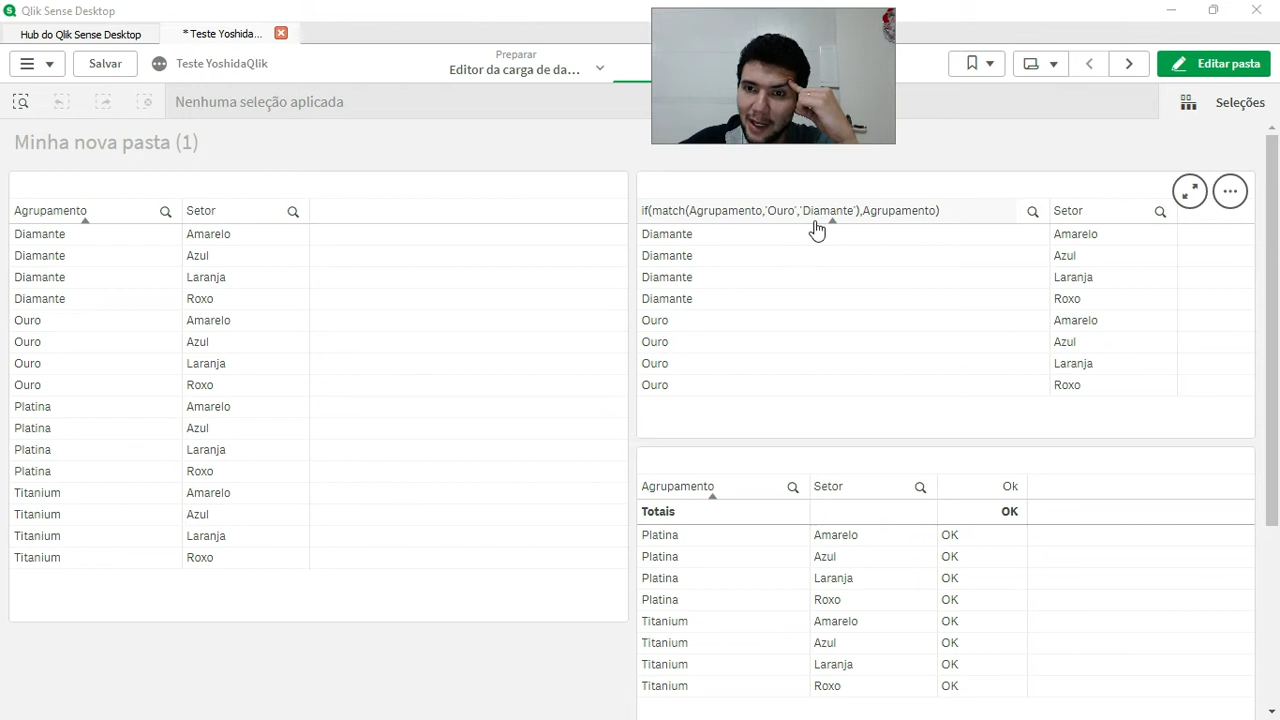 Qlik Sense Desktop
Hub do Qlik Sense Desktop
* Teste Yoshida...
Salvar
Teste YoshidaQlik
Preparar
Editor da carga de da...
Editar pasta
Nenhuma seleção aplicada
Seleções
Minha nova pasta (1)
Agrupamento Setor
Diamante Amarelo
Diamante Azul
Diamante Laranja
Diamante Roxo
Ouro Amarelo
Ouro Azul
Ouro Laranja
Ouro Roxo
Platina Amarelo
Platina Azul
Platina Laranja
Platina Roxo
Titanium Amarelo
Titanium Azul
Titanium Laranja
Titanium Roxo
if(match(Agrupamento,'Ouro','Diamante'),Agrupamento) Setor
Diamante Amarelo
Diamante Azul
Diamante Laranja
Diamante Roxo
Ouro Amarelo
Ouro Azul
Ouro Laranja
Ouro Roxo
Agrupamento Setor Ok
Totais OK
Platina Amarelo OK
Platina Azul OK
Platina Laranja OK
Platina Roxo OK
Titanium Amarelo OK
Titanium Azul OK
Titanium Laranja OK
Titanium Roxo OK